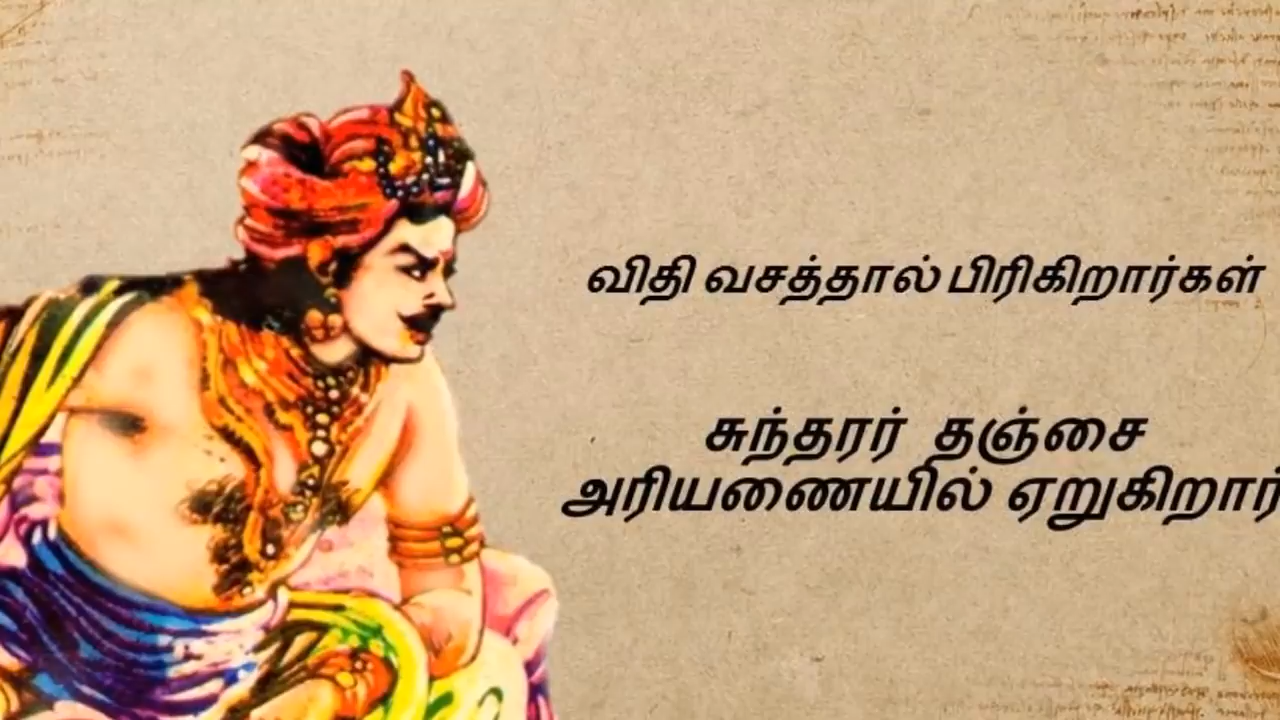 விதி வசத்தால் பிரிகிறார்கள்
சுந்தரர் தஞ்சை
அரியணையில் ஏறுகிறார்